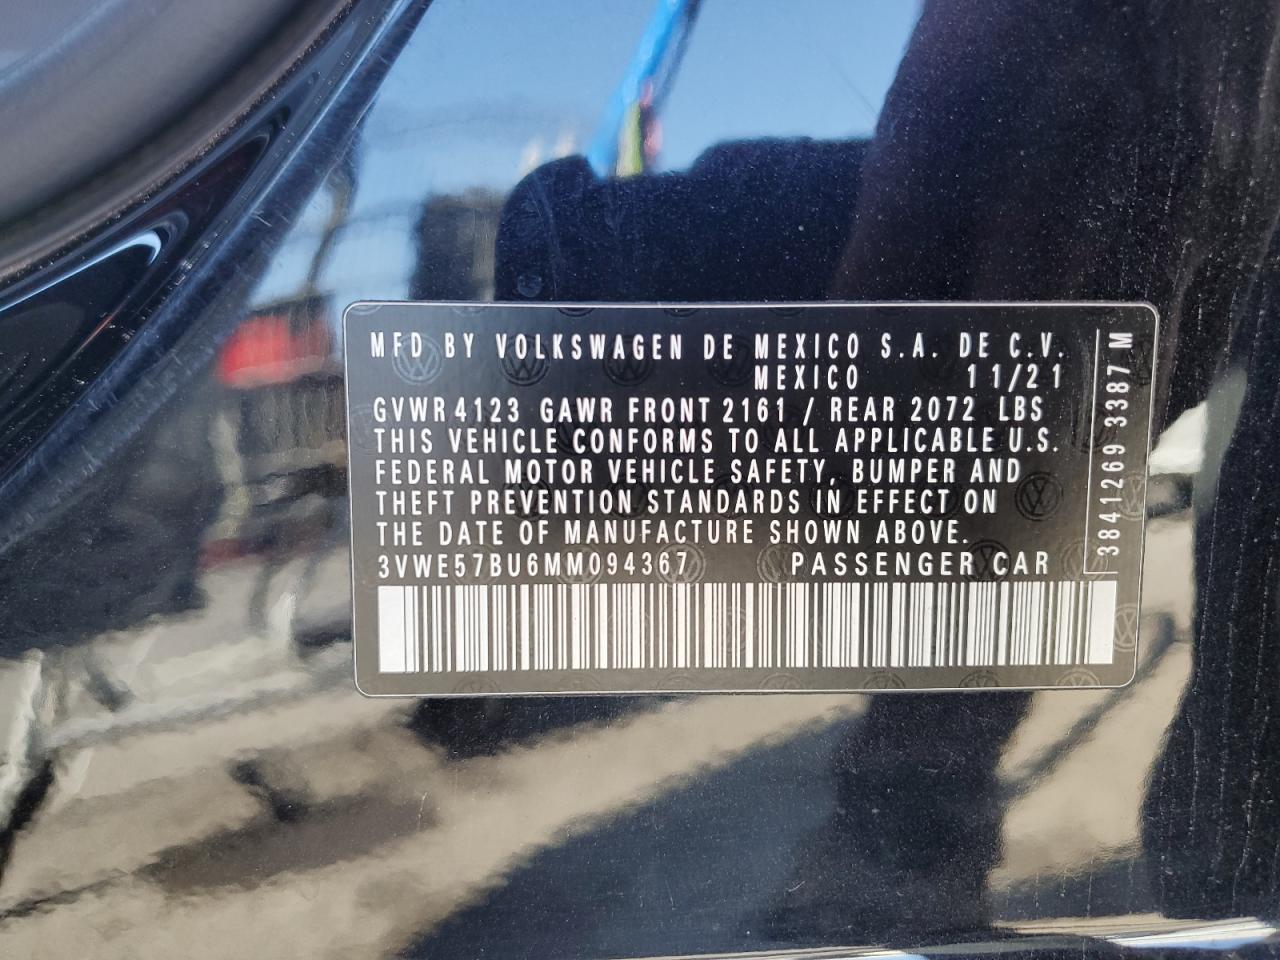 MFD BY VOLKSWAGEN DE MEXICO S.A. DE C.V.
MEXICO 11/21
GVWR 4123 GAWR FRONT 2161 / REAR 2072 LBS
THIS VEHICLE CONFORMS TO ALL APPLICABLE U.S.
FEDERAL MOTOR VEHICLE SAFETY, BUMPER AND
THEFT PREVENTION STANDARDS IN EFFECT ON
THE DATE OF MANUFACTURE SHOWN ABOVE.
3VWE57BU6MM094367 PASSENGER CAR
3841269 3387 M